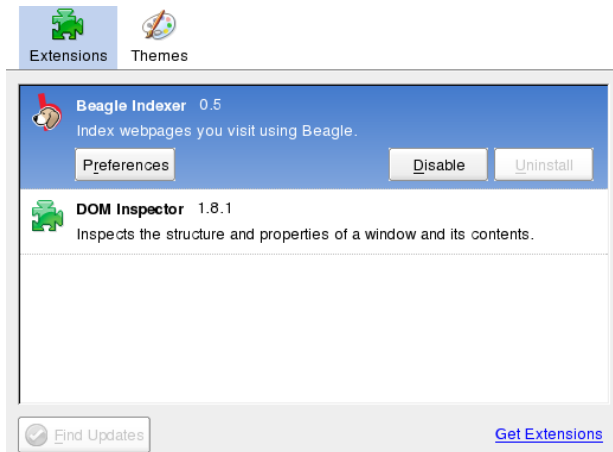 Extensions Themes
Beagle Indexer 0.5
Index webpages you visit using Beagle.
Preferences Disable Uninstall
DOM Inspector 1.8.1
Inspects the structure and properties of a window and its contents.
Find Updates Get Extensions